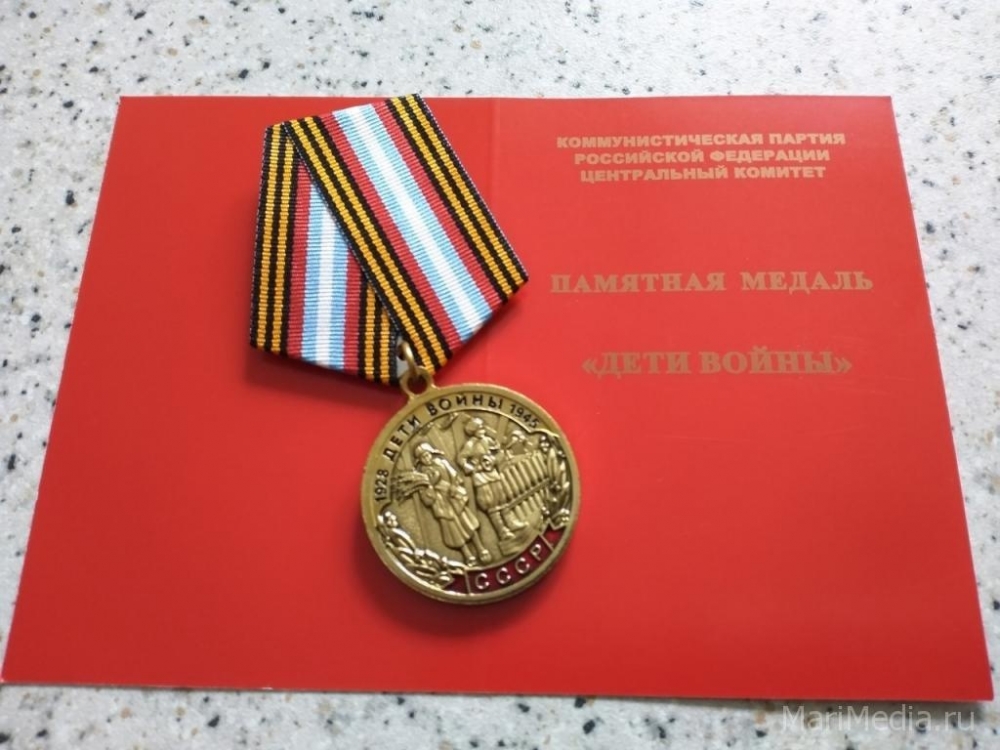 КОММУНИСТИЧЕСКАЯ ПАРТИЯ
РОССИЙСКОЙ ФЕДЕРАЦИИ
ЦЕНТРАЛЬНЫЙ КОМИТЕТ
ПАМЯТНАЯ МЕДАЛЬ
«ДЕТИ ВОЙНЫ»
1928 ДЕТИ ВОЙНЫ 1945
СССР
MariMedia.ru